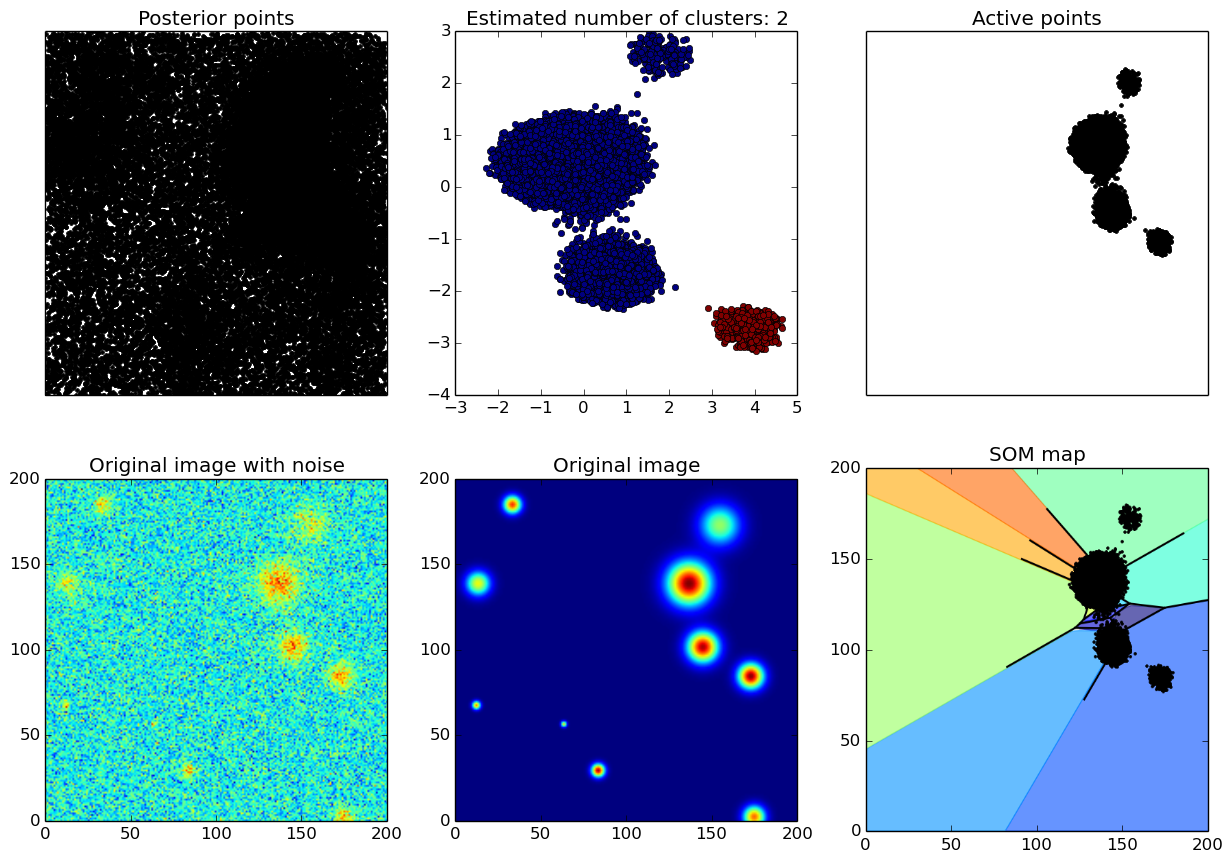 Posterior points
Estimated number of clusters: 2
Active points
3
2
1
0
−1
−2
−3
−4
−3 −2 −1 0 1 2 3 4 5
Original image with noise
Original image
SOM map
200
150
100
50
0
0 50 100 150 200
200
150
100
50
0
0 50 100 150 200
200
150
100
50
0
0 50 100 150 200